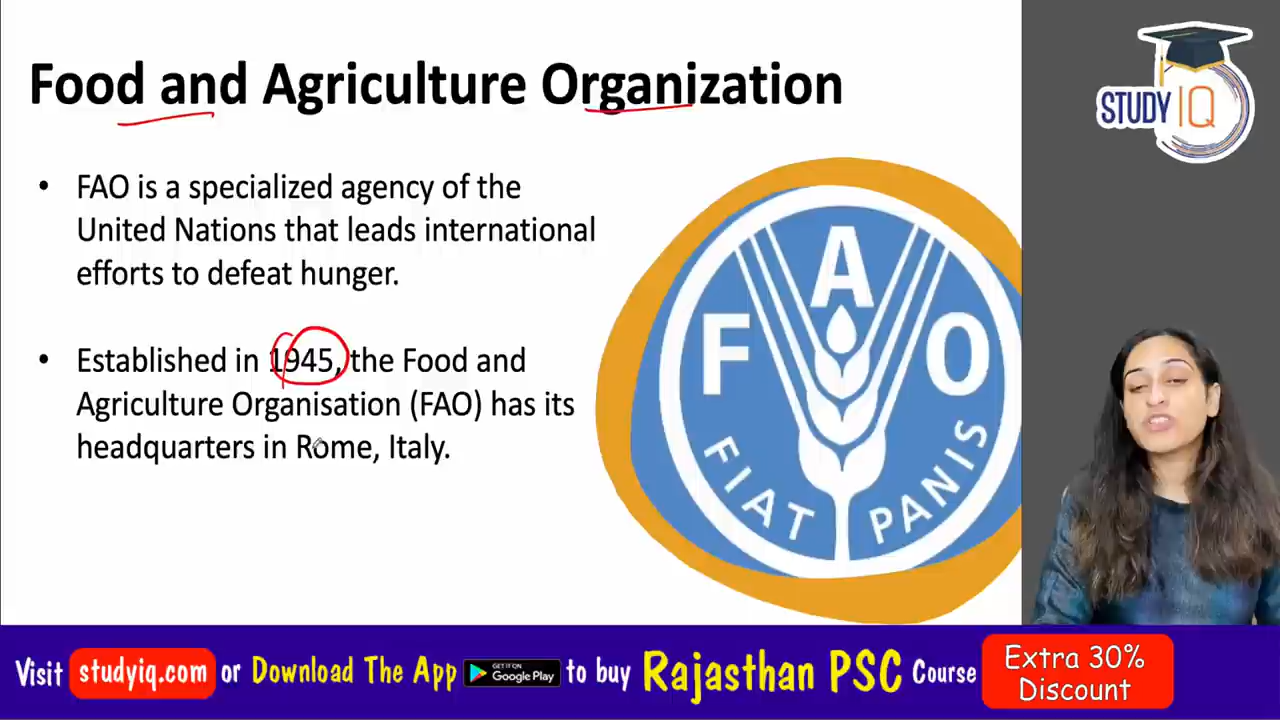 Food and Agriculture Organization
STUDY IQ
• FAO is a specialized agency of the
United Nations that leads international
efforts to defeat hunger.
• Established in 1945, the Food and
Agriculture Organisation (FAO) has its
headquarters in Rome, Italy.
F A O
FIAT PANIS
Visit studyiq.com or Download The App GET IT ON Google Play to buy Rajasthan PSC Course
Extra 30%
Discount